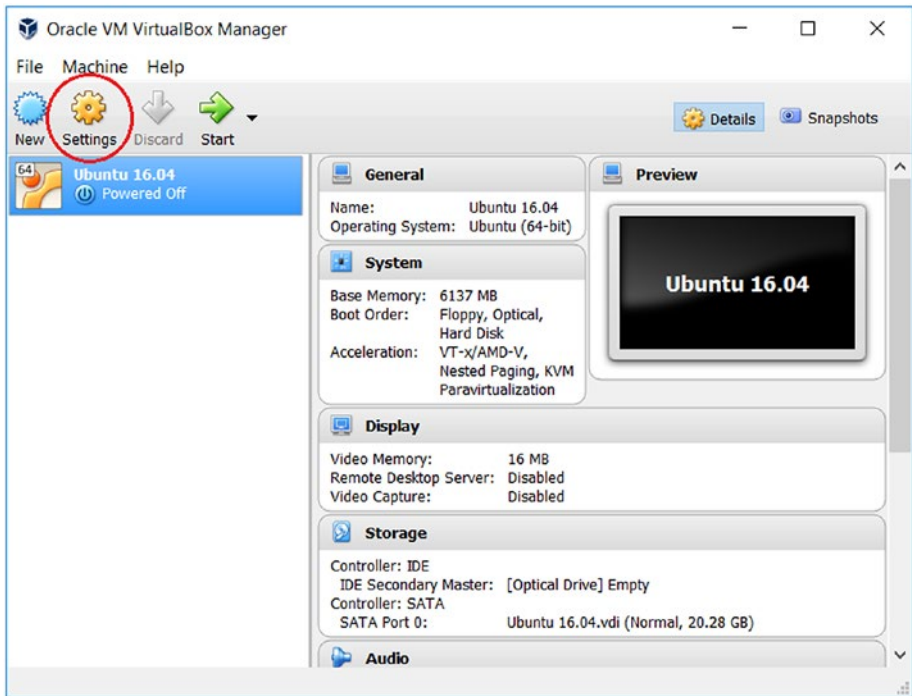 Oracle VM VirtualBox Manager
File Machine Help
New Settings Discard Start
Details Snapshots
64
Ubuntu 16.04
Powered Off
General
Name: Ubuntu 16.04
Operating System: Ubuntu (64-bit)
System
Base Memory: 6137 MB
Boot Order: Floppy, Optical,
Hard Disk
Acceleration: VT-x/AMD-V,
Nested Paging, KVM
Paravirtualization
Preview
Ubuntu 16.04
Display
Video Memory: 16 MB
Remote Desktop Server: Disabled
Video Capture: Disabled
Storage
Controller: IDE
IDE Secondary Master: [Optical Drive] Empty
Controller: SATA
SATA Port 0: Ubuntu 16.04.vdi (Normal, 20.28 GB)
Audio